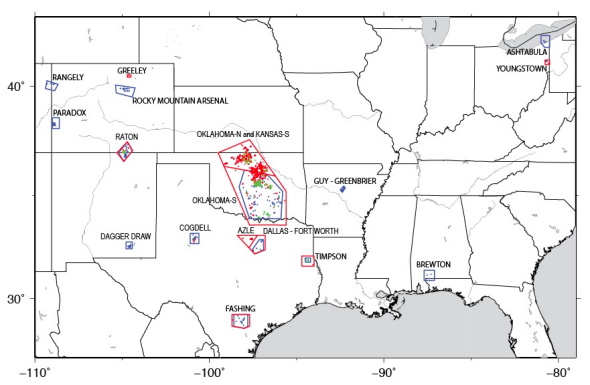 ASHTABULA
YOUNGSTOWN
RANGELY
GREELEY
40°
ROCKY MOUNTAIN ARSENAL
PARADOX
RATON
OKLAHOMA-N and KANSAS-S
GUY - GREENBRIER
OKLAHOMA-S
DAGGER DRAW
COGDELL
AZLE
DALLAS - FORT WORTH
TIMPSON
BREWTON
30°
FASHING
−110°
−100°
−90°
−80°